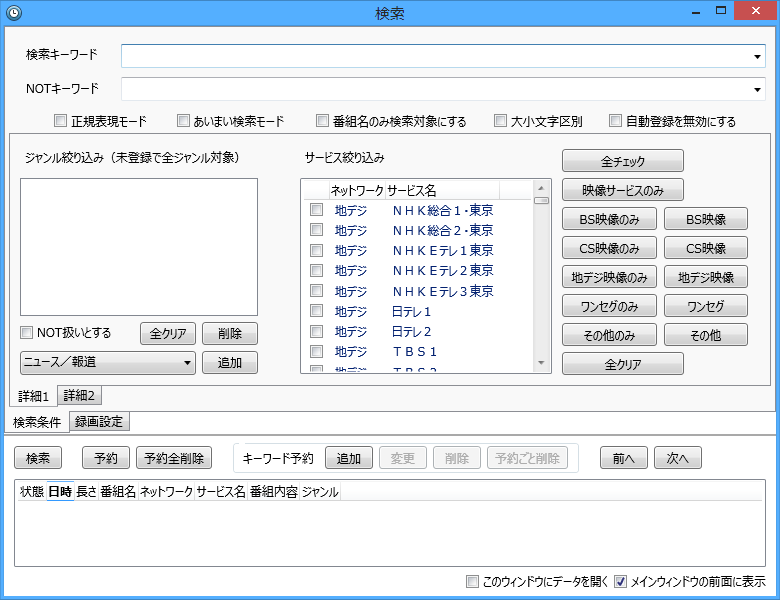 検索
検索キーワード
NOTキーワード
正規表現モード あいまい検索モード 番組名のみ検索対象にする 大小文字区別 自動登録を無効にする
ジャンル絞り込み（未登録で全ジャンル対象） サービス絞り込み 全チェック
ネットワーク サービス名 映像サービスのみ
地デジ ＮＨＫ総合１・東京
BS映像のみ BS映像
地デジ ＮＨＫ総合２・東京
地デジ ＮＨＫＥテレ１東京
CS映像のみ CS映像
地デジ ＮＨＫＥテレ２東京
地デジ映像のみ 地デジ映像
地デジ ＮＨＫＥテレ３東京
地デジ 日テレ１
ワンセグのみ ワンセグ
地デジ 日テレ２
NOT扱いとする 全クリア 削除
その他のみ その他
地デジ ＴＢＳ１
ニュース／報道 追加
全クリア
地デジ ＴＢＳ２
詳細1 詳細2
検索条件 録画設定
検索 予約 予約全削除 キーワード予約 追加 変更 削除 予約ごと削除 前へ 次へ
状態 日時 長さ 番組名 ネットワーク サービス名 番組内容 ジャンル
このウィンドウにデータを開く メインウィンドウの前面に表示